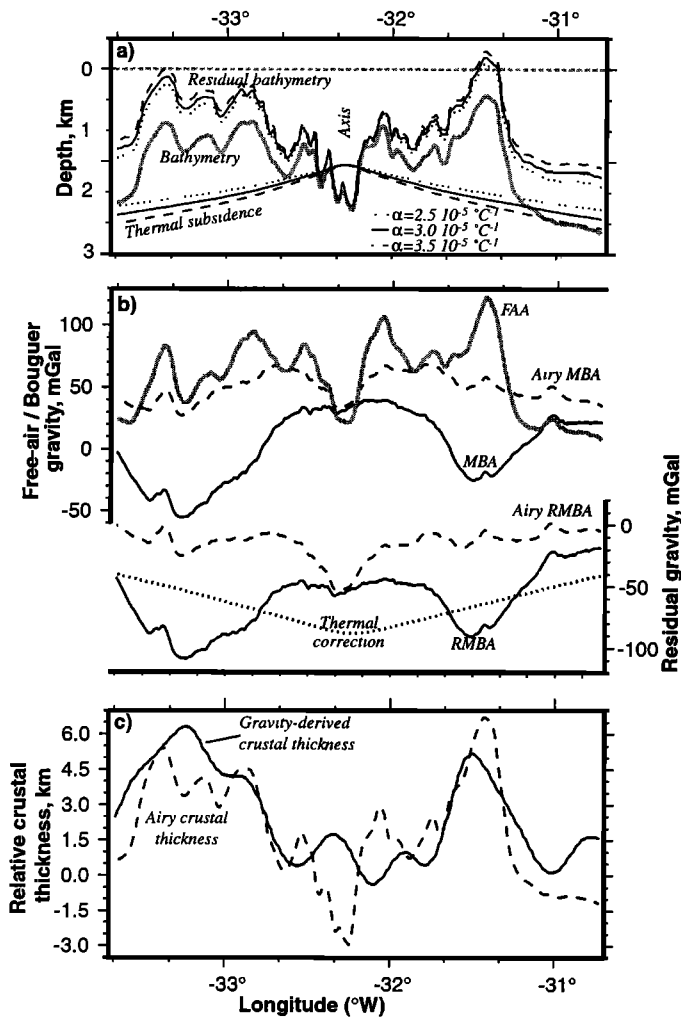 -33° -32° -31°
a)
0
1
2
3
Depth, km
Residual bathymetry
Axis
Bathymetry
Thermal subsidence
α=2.5 10-5 °C-1
α=3.0 10-5 °C-1
α=3.5 10-5 °C-1
b)
100
50
0
-50
Free-air / Bouguer
gravity, mGal
FAA
Airy MBA
MBA
Airy RMBA
0
-50
-100
Residual gravity, mGal
Thermal
correction
RMBA
c)
6.0
4.5
3.0
1.5
0.0
-1.5
-3.0
Relative crustal
thickness, km
Gravity-derived
crustal thickness
Airy crustal
thickness
-33° -32° -31°
Longitude (°W)